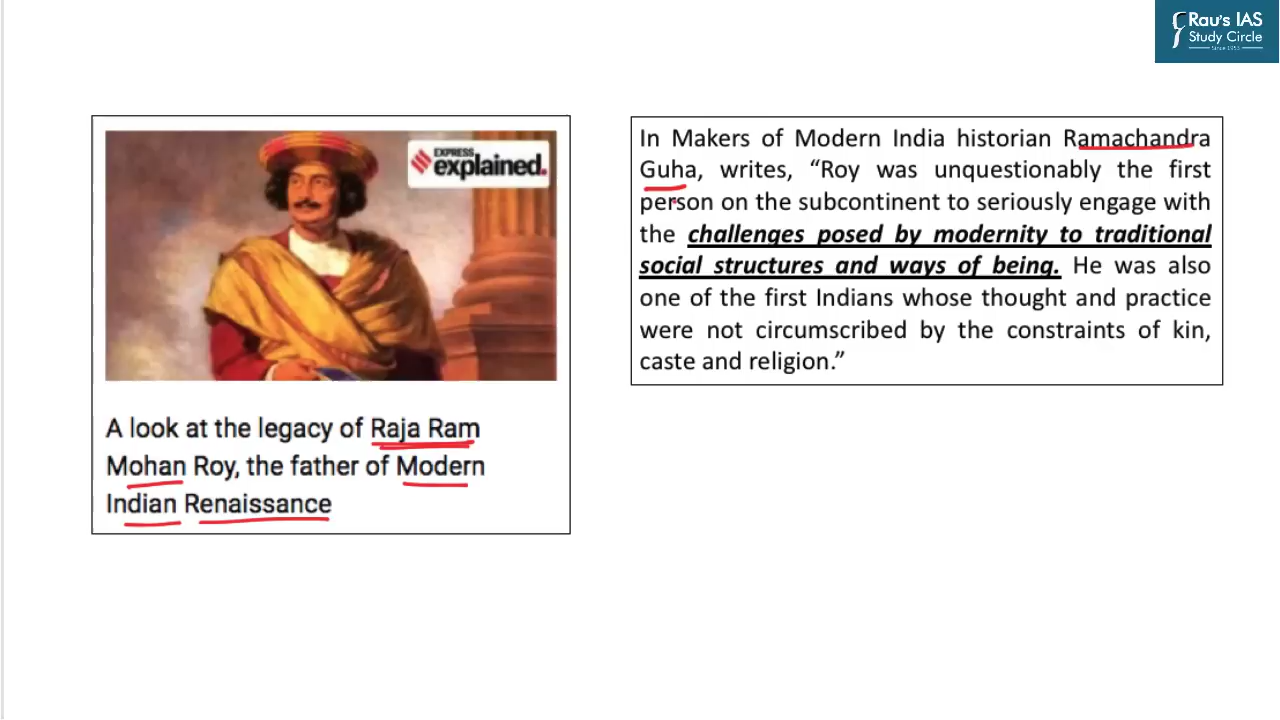 Rau's IAS
Study Circle
Since 1953
EXPRESS
explained.
A look at the legacy of Raja Ram
Mohan Roy, the father of Modern
Indian Renaissance
In Makers of Modern India historian Ramachandra
Guha, writes, “Roy was unquestionably the first
person on the subcontinent to seriously engage with
the challenges posed by modernity to traditional
social structures and ways of being. He was also
one of the first Indians whose thought and practice
were not circumscribed by the constraints of kin,
caste and religion.”